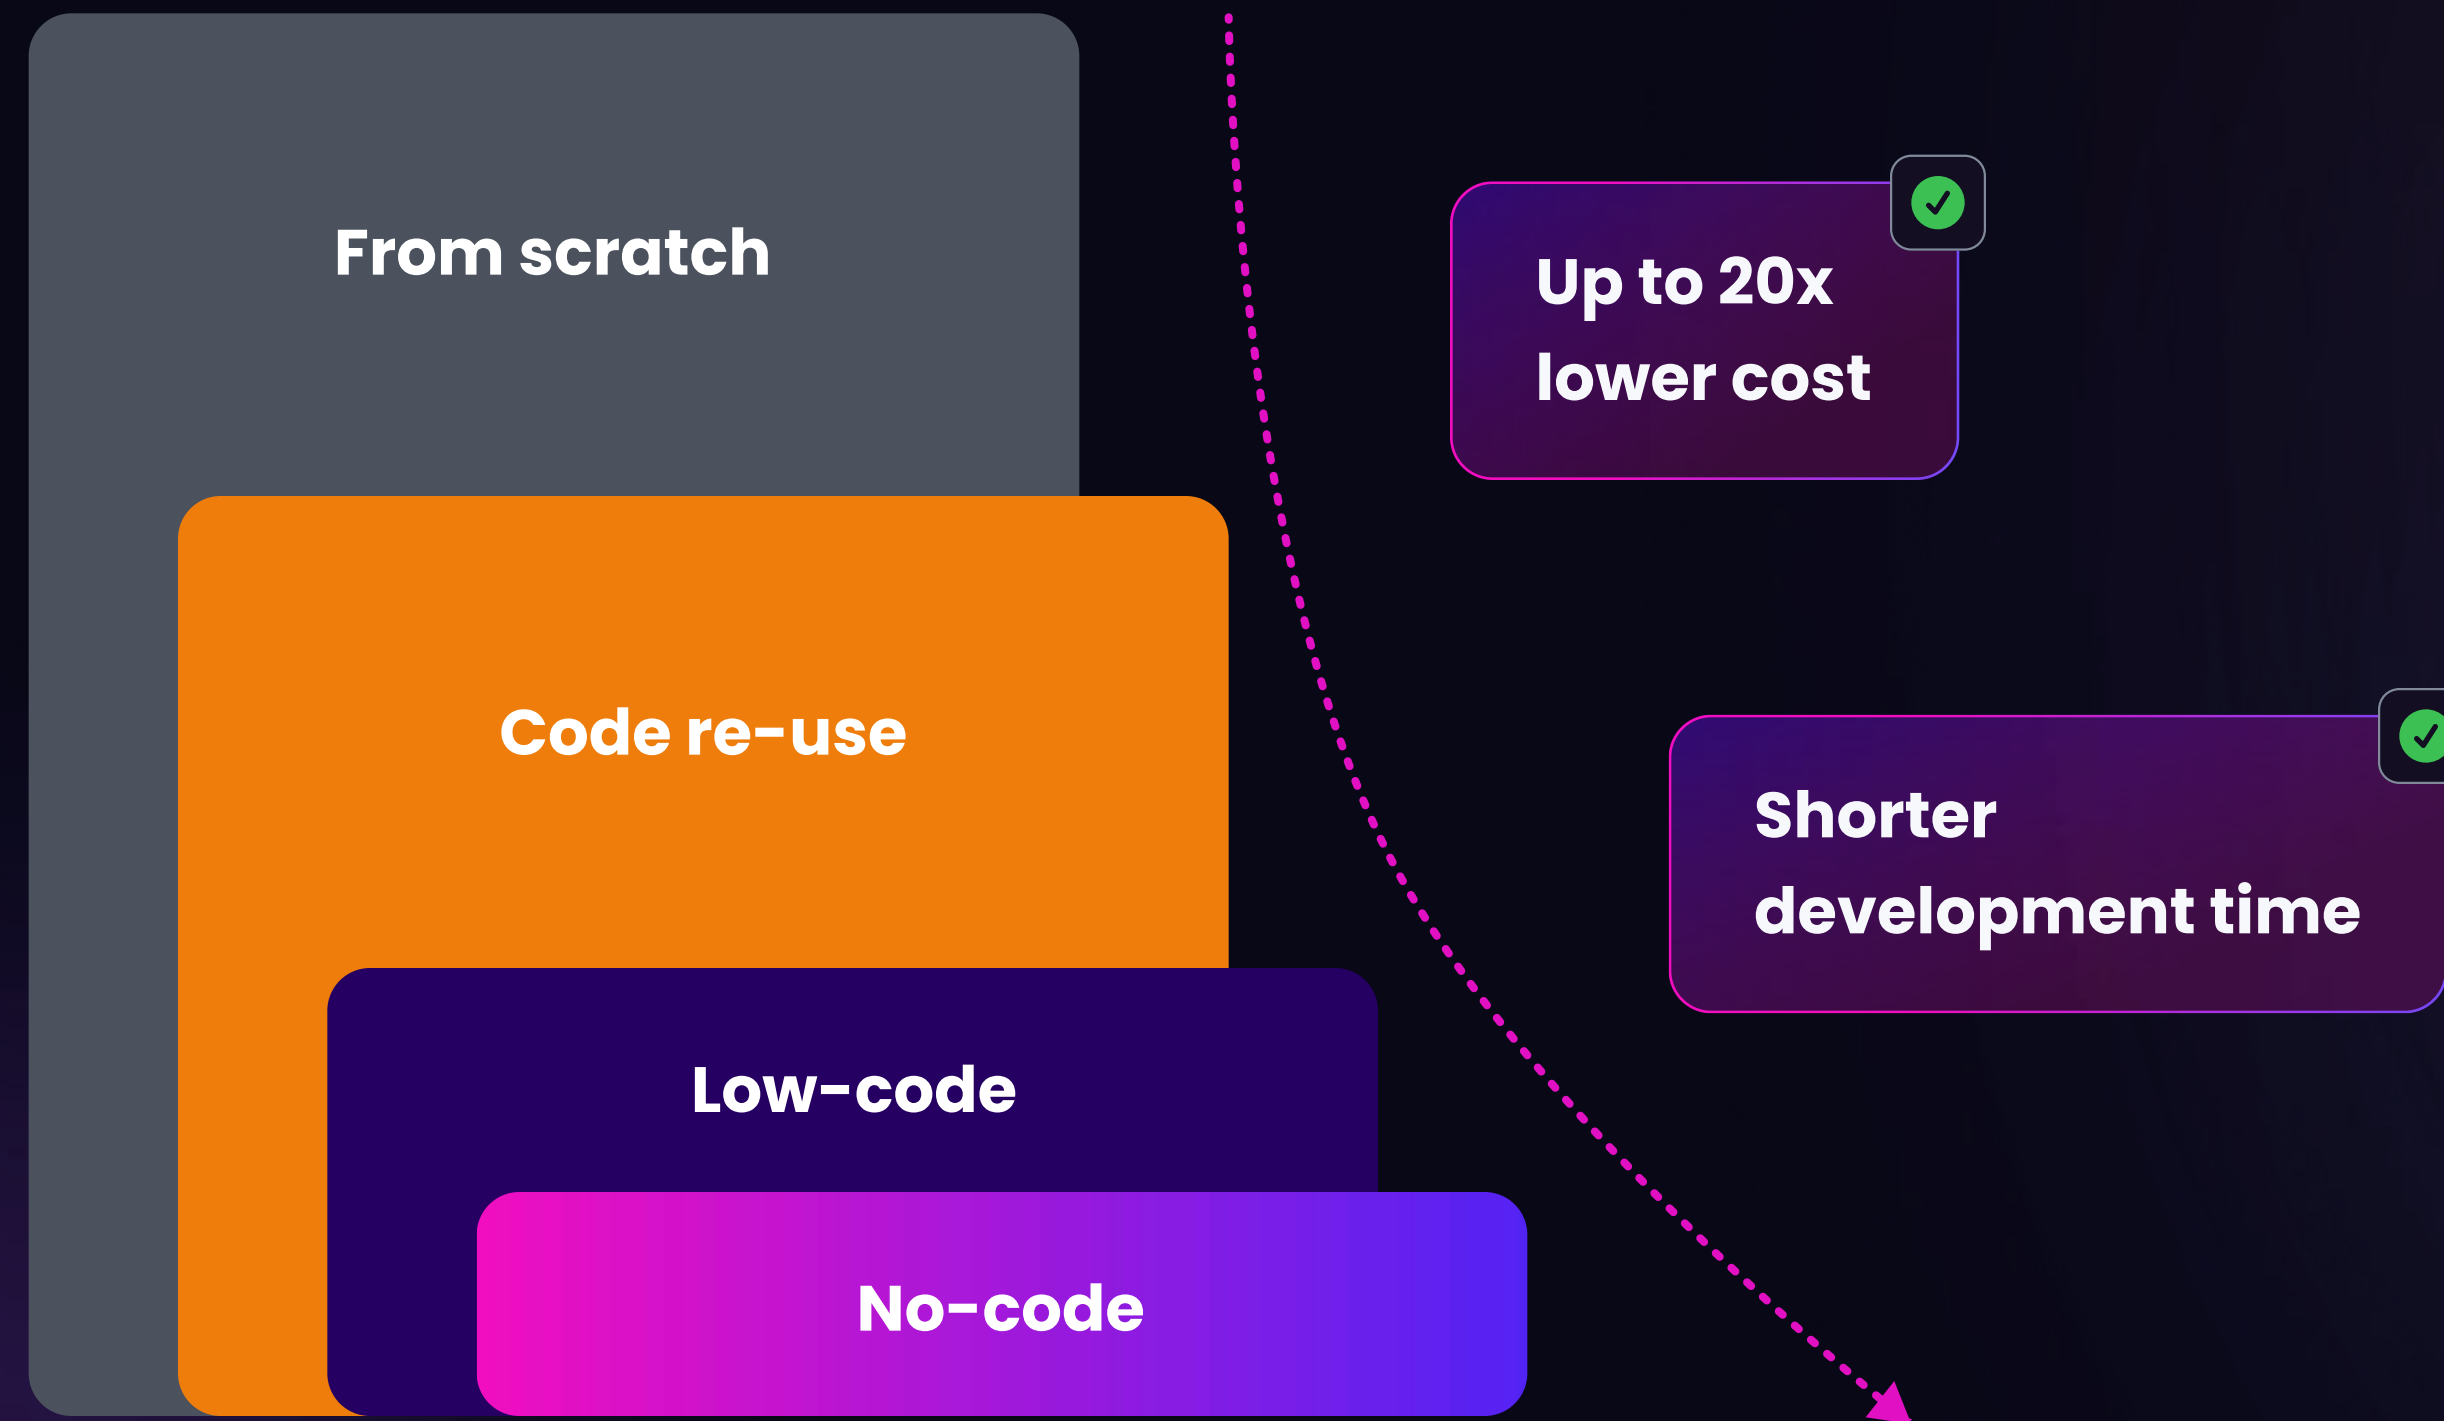 From scratch
Code re-use
Low-code
No-code
Up to 20x
lower cost
Shorter
development time